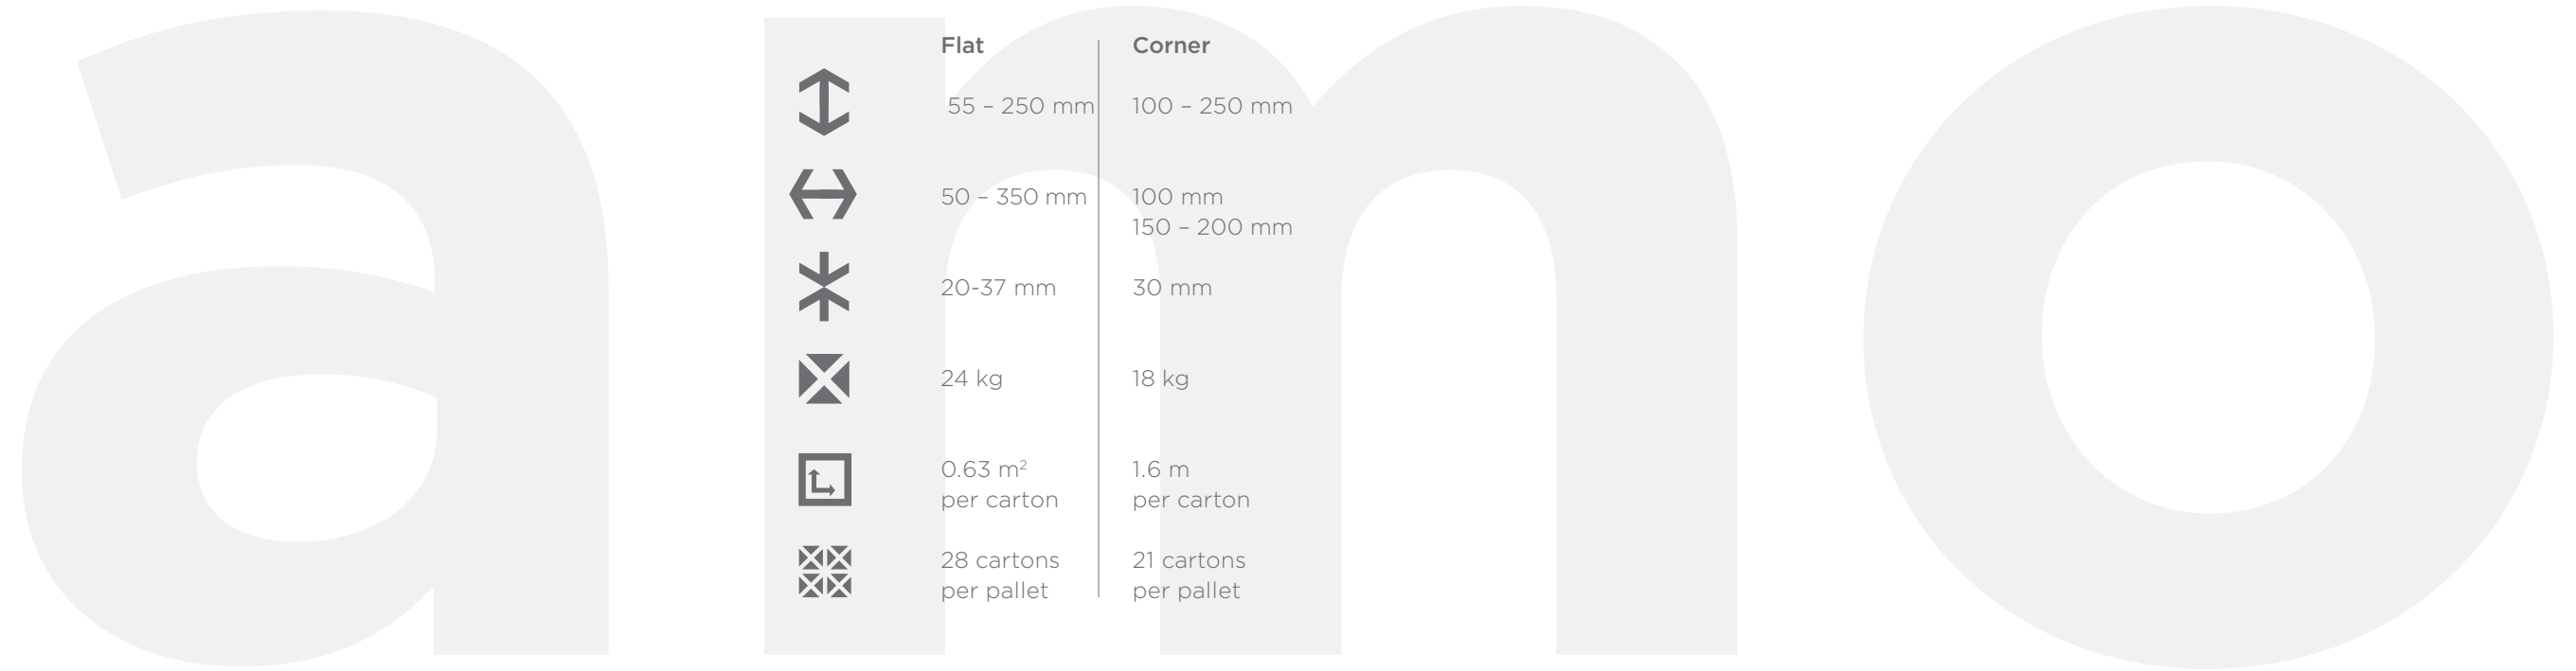 amo
Flat Corner
55 – 250 mm 100 – 250 mm
50 – 350 mm 100 mm
150 – 200 mm
20-37 mm 30 mm
24 kg 18 kg
0.63 m² 1.6 m
per carton per carton
28 cartons 21 cartons
per pallet per pallet